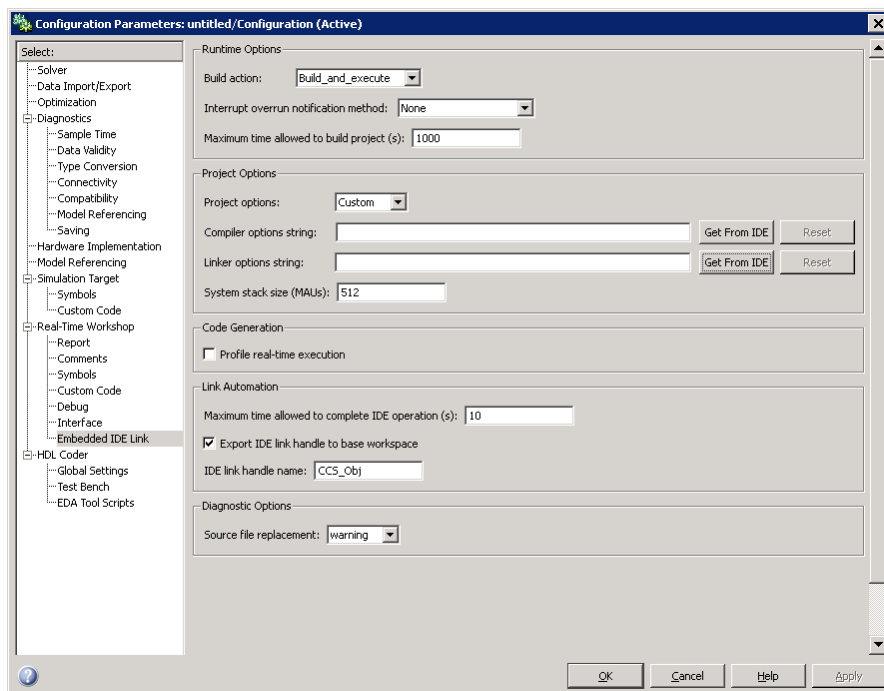 Configuration Parameters: untitled/Configuration (Active)
Select:
Solver
Data Import/Export
Optimization
Diagnostics
Sample Time
Data Validity
Type Conversion
Connectivity
Compatibility
Model Referencing
Saving
Hardware Implementation
Model Referencing
Simulation Target
Symbols
Custom Code
Real-Time Workshop
Report
Comments
Symbols
Custom Code
Debug
Interface
Embedded IDE Link
HDL Coder
Global Settings
Test Bench
EDA Tool Scripts
Runtime Options
Build action: Build_and_execute
Interrupt overrun notification method: None
Maximum time allowed to build project (s): 1000
Project Options
Project options: Custom
Compiler options string: Get From IDE Reset
Linker options string: Get From IDE Reset
System stack size (MAUs): 512
Code Generation
Profile real-time execution
Link Automation
Maximum time allowed to complete IDE operation (s): 10
Export IDE link handle to base workspace
IDE link handle name: CCS_Obj
Diagnostic Options
Source file replacement: warning
OK Cancel Help Apply